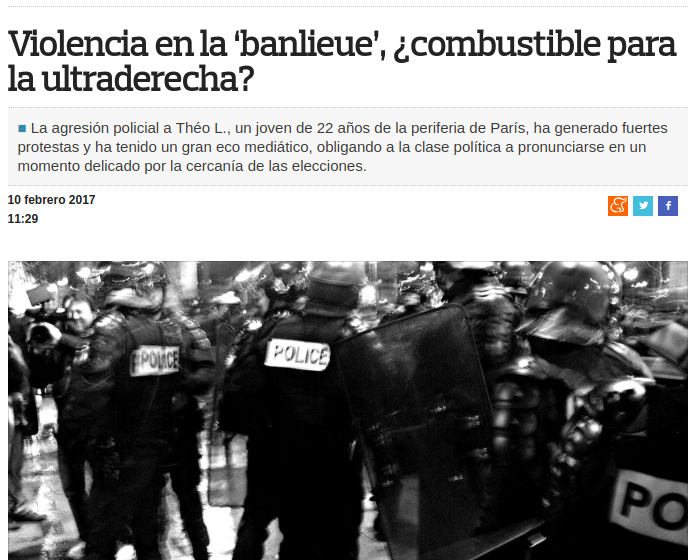 Violencia en la ‘banlieue’, ¿combustible para
la ultraderecha?
La agresión policial a Théo L., un joven de 22 años de la periferia de París, ha generado fuertes
protestas y ha tenido un gran eco mediático, obligando a la clase política a pronunciarse en un
momento delicado por la cercanía de las elecciones.
10 febrero 2017
11:29
POLICE
POLICE
PO